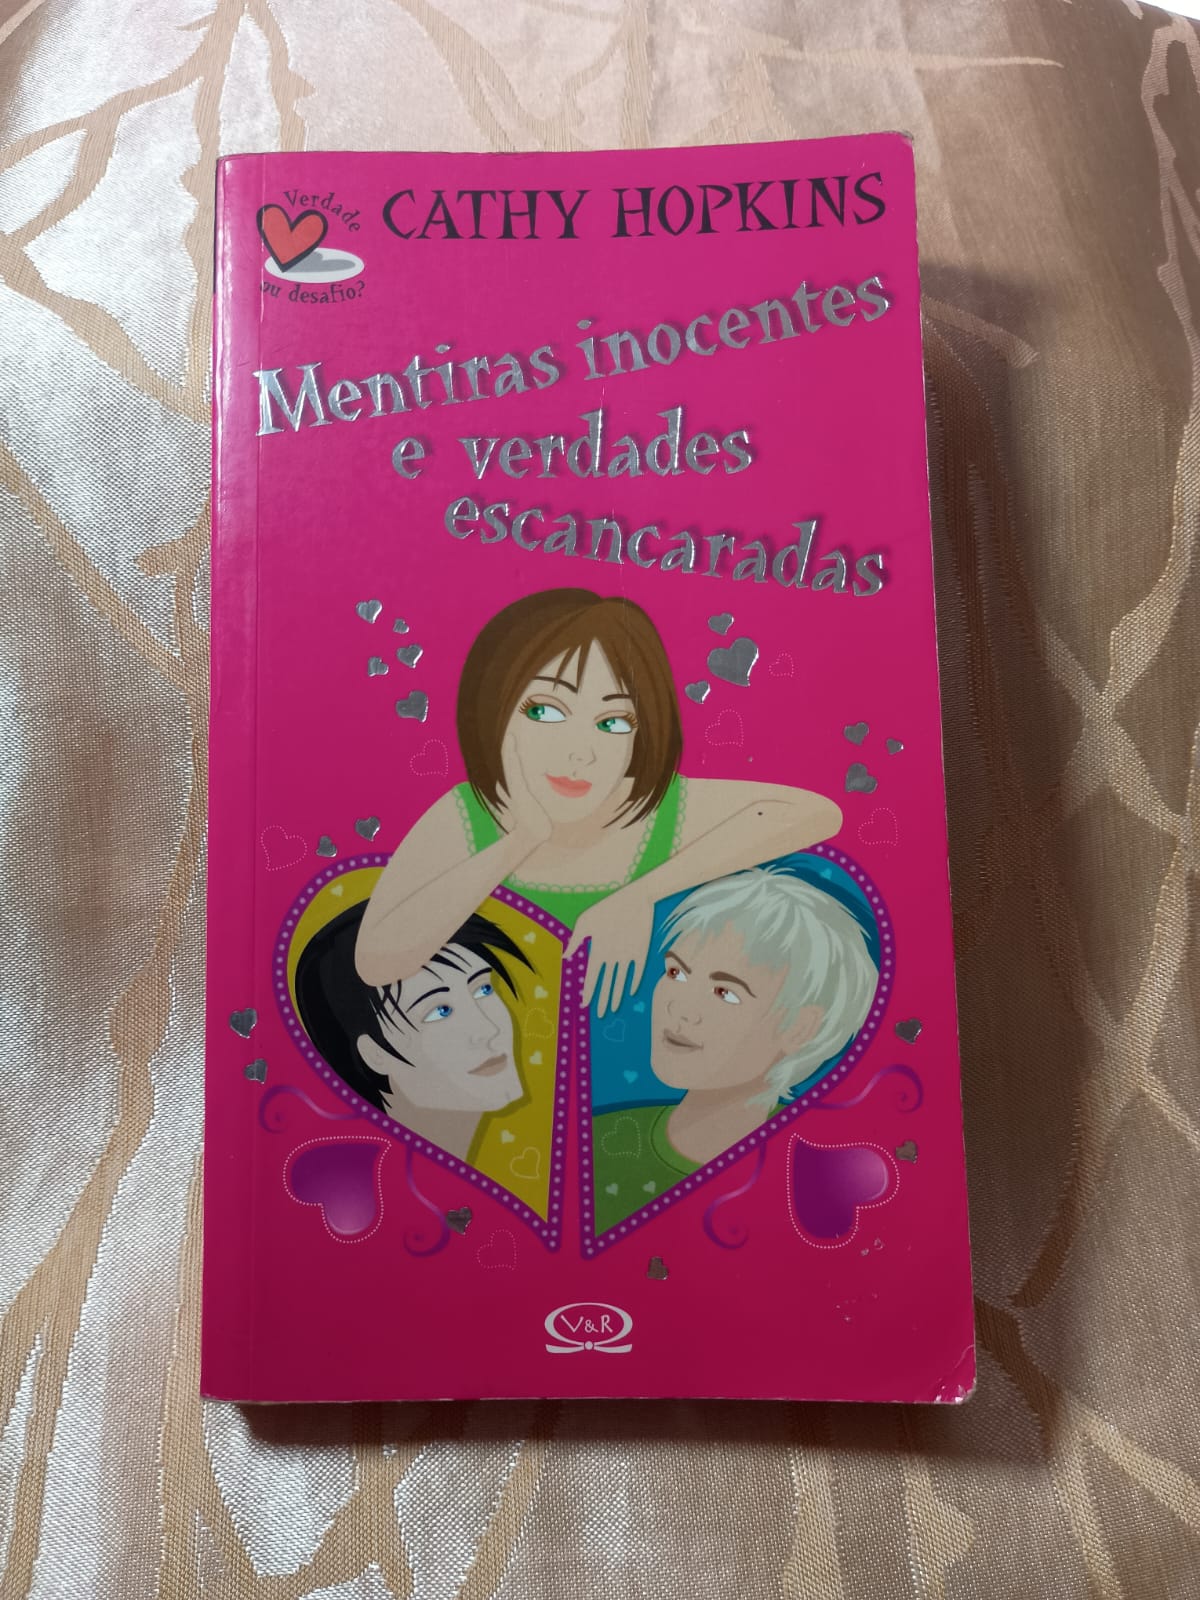 Verdade
ou desafio?
CATHY HOPKINS
Mentiras inocentes
e verdades
escancaradas
V&R